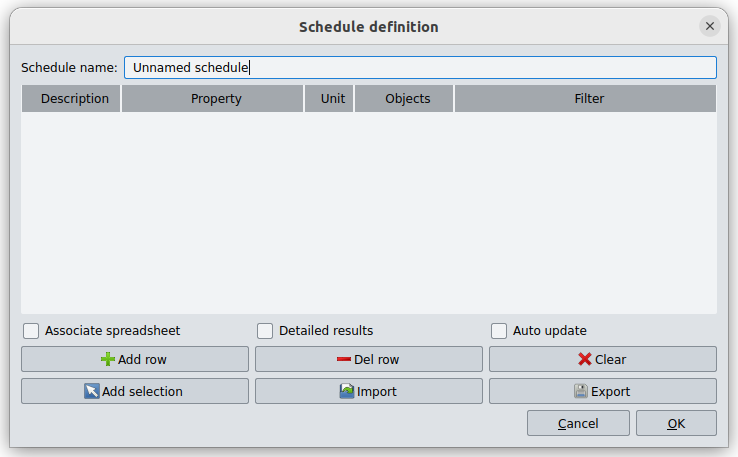 Schedule definition
Schedule name: Unnamed schedule
Description Property Unit Objects Filter
Associate spreadsheet Detailed results Auto update
Add row Del row Clear
Add selection Import Export
Cancel OK